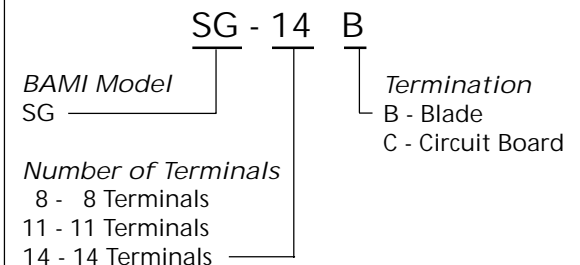 SG - 14 B
BAMI Model
SG
Termination
B - Blade
C - Circuit Board
Number of Terminals
8 - 8 Terminals
11 - 11 Terminals
14 - 14 Terminals